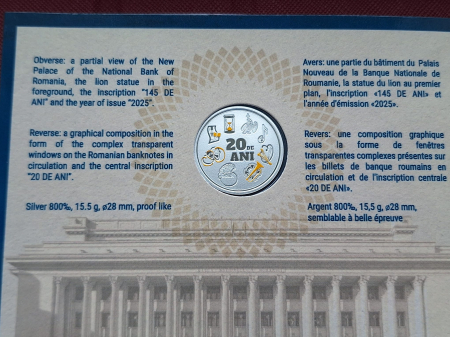 Obverse: a partial view of the New
Palace of the National Bank of
Romania, the lion statue in the
foreground, the inscription "145 DE
ANI" and the year of issue "2025".
Reverse: a graphical composition in the
form of the complex transparent
windows on the Romanian banknotes in
circulation and the central inscription
"20 DE ANI".
Silver 800‰, 15.5 g, ø28 mm, proof like
20 DE
ANI
Avers: une partie du bâtiment du Palais
Nouveau de la Banque Nationale de
Roumanie, la statue du lion au premier
plan, l'inscription «145 DE ANI» et
l'année d'émission «2025».
Revers: une composition graphique
sous la forme de fenêtres
transparentes complexes présentes sur
les billets de banque roumains en
circulation et de l'inscription centrale
«20 DE ANI».
Argent 800‰, 15,5 g, ø28 mm,
semblable à belle épreuve